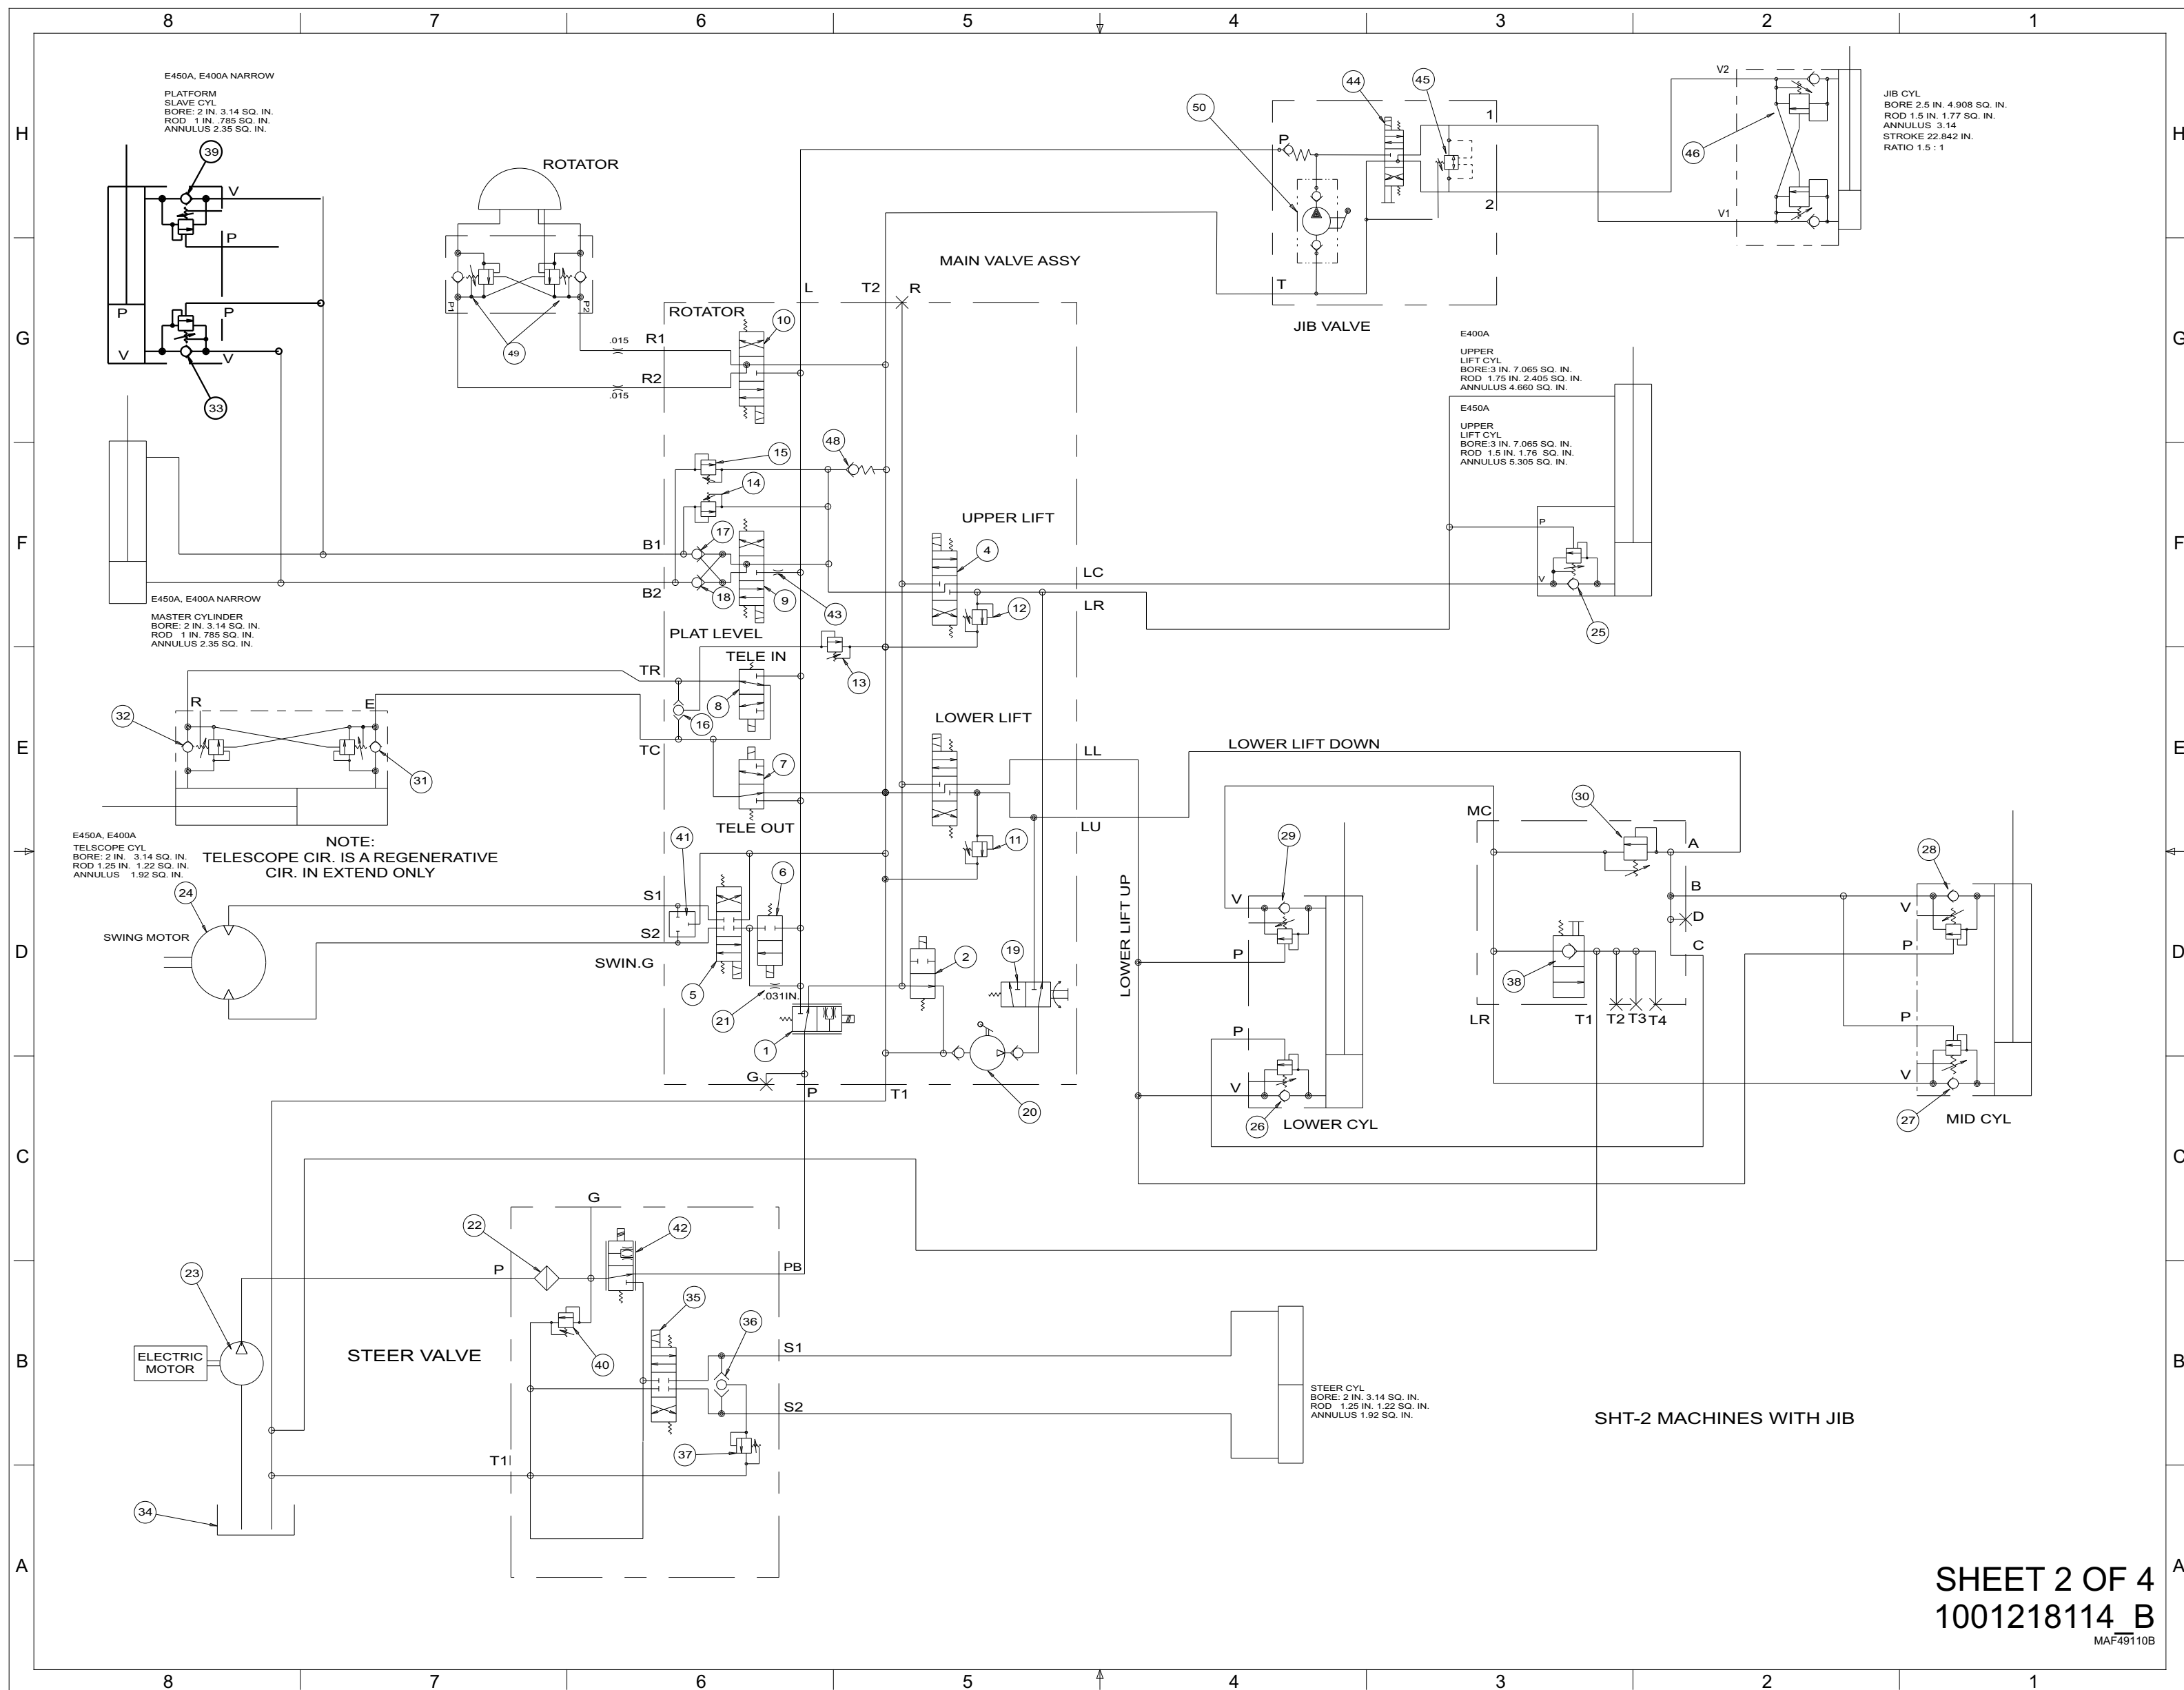 8 7 6 5 4 3 2 1
H
G
F
E
D
C
B
A
E450A, E400A NARROW
PLATFORM
SLAVE CYL
BORE: 2 IN. 3.14 SQ. IN.
ROD 1 IN. .785 SQ. IN.
ANNULUS 2.35 SQ. IN.
39
V
P
P
P
V
V
33
ROTATOR
P1
P2
49
50
44
45
P
1
2
T
JIB VALVE
V2
V1
46
JIB CYL
BORE 2.5 IN. 4.908 SQ. IN.
ROD 1.5 IN. 1.77 SQ. IN.
ANNULUS 3.14
STROKE 22.842 IN.
RATIO 1.5 : 1
MAIN VALVE ASSY
L
T2
R
ROTATOR
10
.015
R1
R2
.015
E400A
UPPER
LIFT CYL
BORE:3 IN. 7.065 SQ. IN.
ROD 1.75 IN. 2.405 SQ. IN.
ANNULUS 4.660 SQ. IN.
E450A
UPPER
LIFT CYL
BORE:3 IN. 7.065 SQ. IN.
ROD 1.5 IN. 1.76 SQ. IN.
ANNULUS 5.305 SQ. IN.
P
V
25
15
48
14
17
B1
B2
18
9
43
PLAT LEVEL
UPPER LIFT
4
LC
LR
12
E450A, E400A NARROW
MASTER CYLINDER
BORE: 2 IN. 3.14 SQ. IN.
ROD 1 IN. 785 SQ. IN.
ANNULUS 2.35 SQ. IN.
TELE IN
TR
13
8
16
TC
7
TELE OUT
R
E
32
31
E450A, E400A
TELSCOPE CYL
BORE: 2 IN. 3.14 SQ. IN.
ROD 1.25 IN. 1.22 SQ. IN.
ANNULUS 1.92 SQ. IN.
NOTE:
TELESCOPE CIR. IS A REGENERATIVE
CIR. IN EXTEND ONLY
LOWER LIFT
LL
LU
11
LOWER LIFT DOWN
LOWER LIFT UP
24
SWING MOTOR
41
6
S1
S2
SWIN.G
5
21
.031IN.
1
2
19
20
G
P
T1
29
V
P
P
V
26
LOWER CYL
MC
30
A
B
D
C
38
LR
T1
T2
T3
T4
28
V
P
P
V
27
MID CYL
G
22
42
P
PB
23
ELECTRIC
MOTOR
STEER VALVE
40
35
36
S1
S2
37
T1
34
STEER CYL
BORE: 2 IN. 3.14 SQ. IN.
ROD 1.25 IN. 1.22 SQ. IN.
ANNULUS 1.92 SQ. IN.
SHT-2 MACHINES WITH JIB
SHEET 2 OF 4
1001218114_B
MAF49110B
H
G
F
E
D
C
B
A
8 7 6 5 4 3 2 1